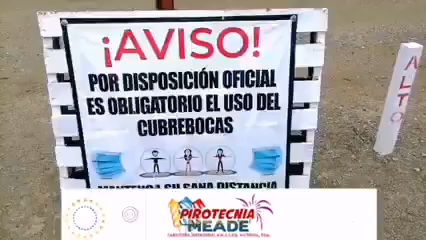 ¡AVISO!
POR DISPOSICIÓN OFICIAL
ES OBLIGATORIO EL USO DEL
CUBREBOCAS
MANTENGA SU SANA DISTANCIA
ALTO
PIROTECNIA
MEADE